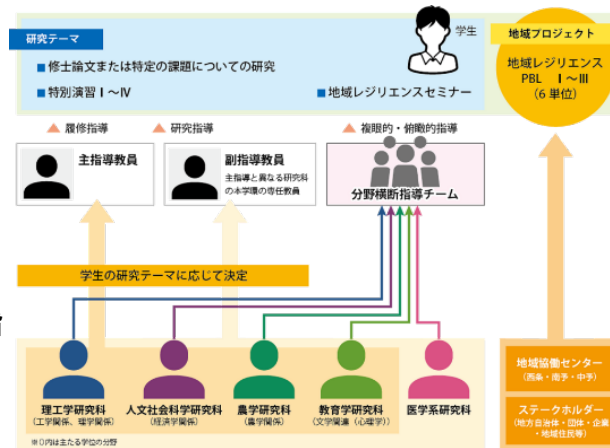 研究テーマ
学生
地域プロジェクト
■修士論文または特定の課題についての研究
■特別演習Ⅰ～Ⅳ
■地域レジリエンスセミナー
地域レジリエンス
PBL Ⅰ～Ⅲ
(6単位)
▲履修指導
▲研究指導
▲複眼的・俯瞰的指導
主指導教員
副指導教員
主指導と異なる研究科
の本学環の専任教員
分野横断指導チーム
学生の研究テーマに応じて決定
理工学研究科
(工学関係、理学関係)
人文社会科学研究科
(経済学関係)
農学研究科
(農学関係)
教育学研究科
(文学関連(心理学))
医学系研究科
※()内は主たる学位の分野
地域協働センター
(西条・南予・中予)
ステークホルダー
(地方自治体・団体・企業
・地域住民等)